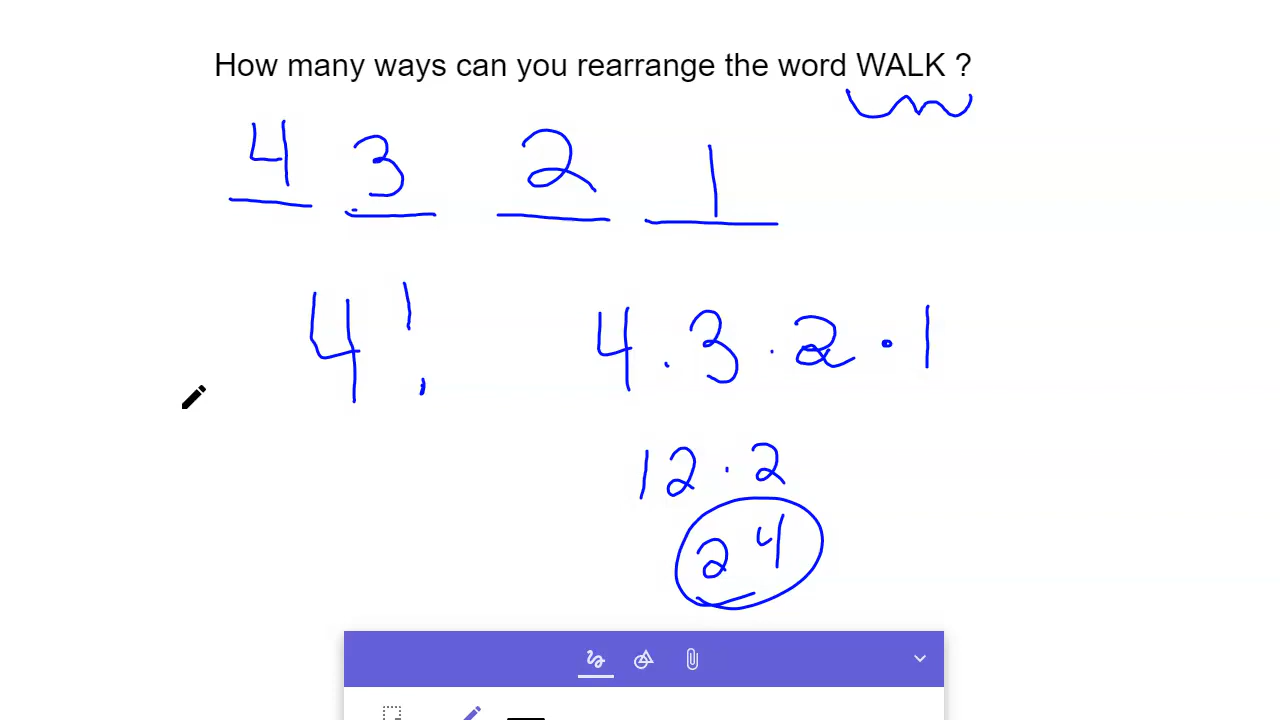 How many ways can you rearrange the word WALK ?
4 3 2 1
4! 4 . 3 . 2 . 1
12 . 2
24